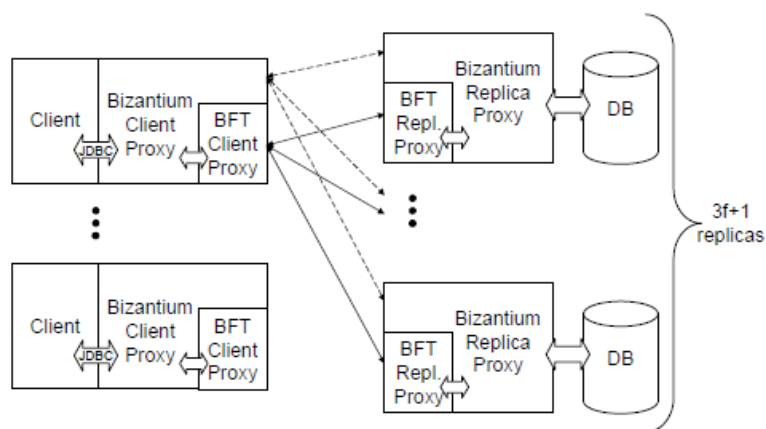 Client
JDBC
Bizantium
Client
Proxy
BFT
Client
Proxy
Bizantium
Replica
Proxy
BFT
Repl.
Proxy
DB
3f+1
replicas
Client
JDBC
Bizantium
Client
Proxy
BFT
Client
Proxy
Bizantium
Replica
Proxy
BFT
Repl.
Proxy
DB